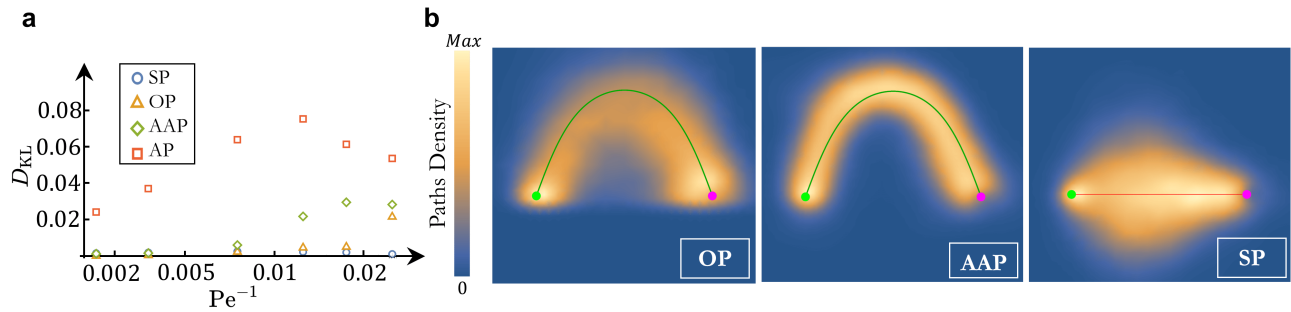 a
D_KL
0.08
0.06
0.04
0.02
SP
OP
AAP
AP
0.002 0.005 0.01 0.02
Pe⁻¹
b
Max
Paths Density
0
OP
AAP
SP